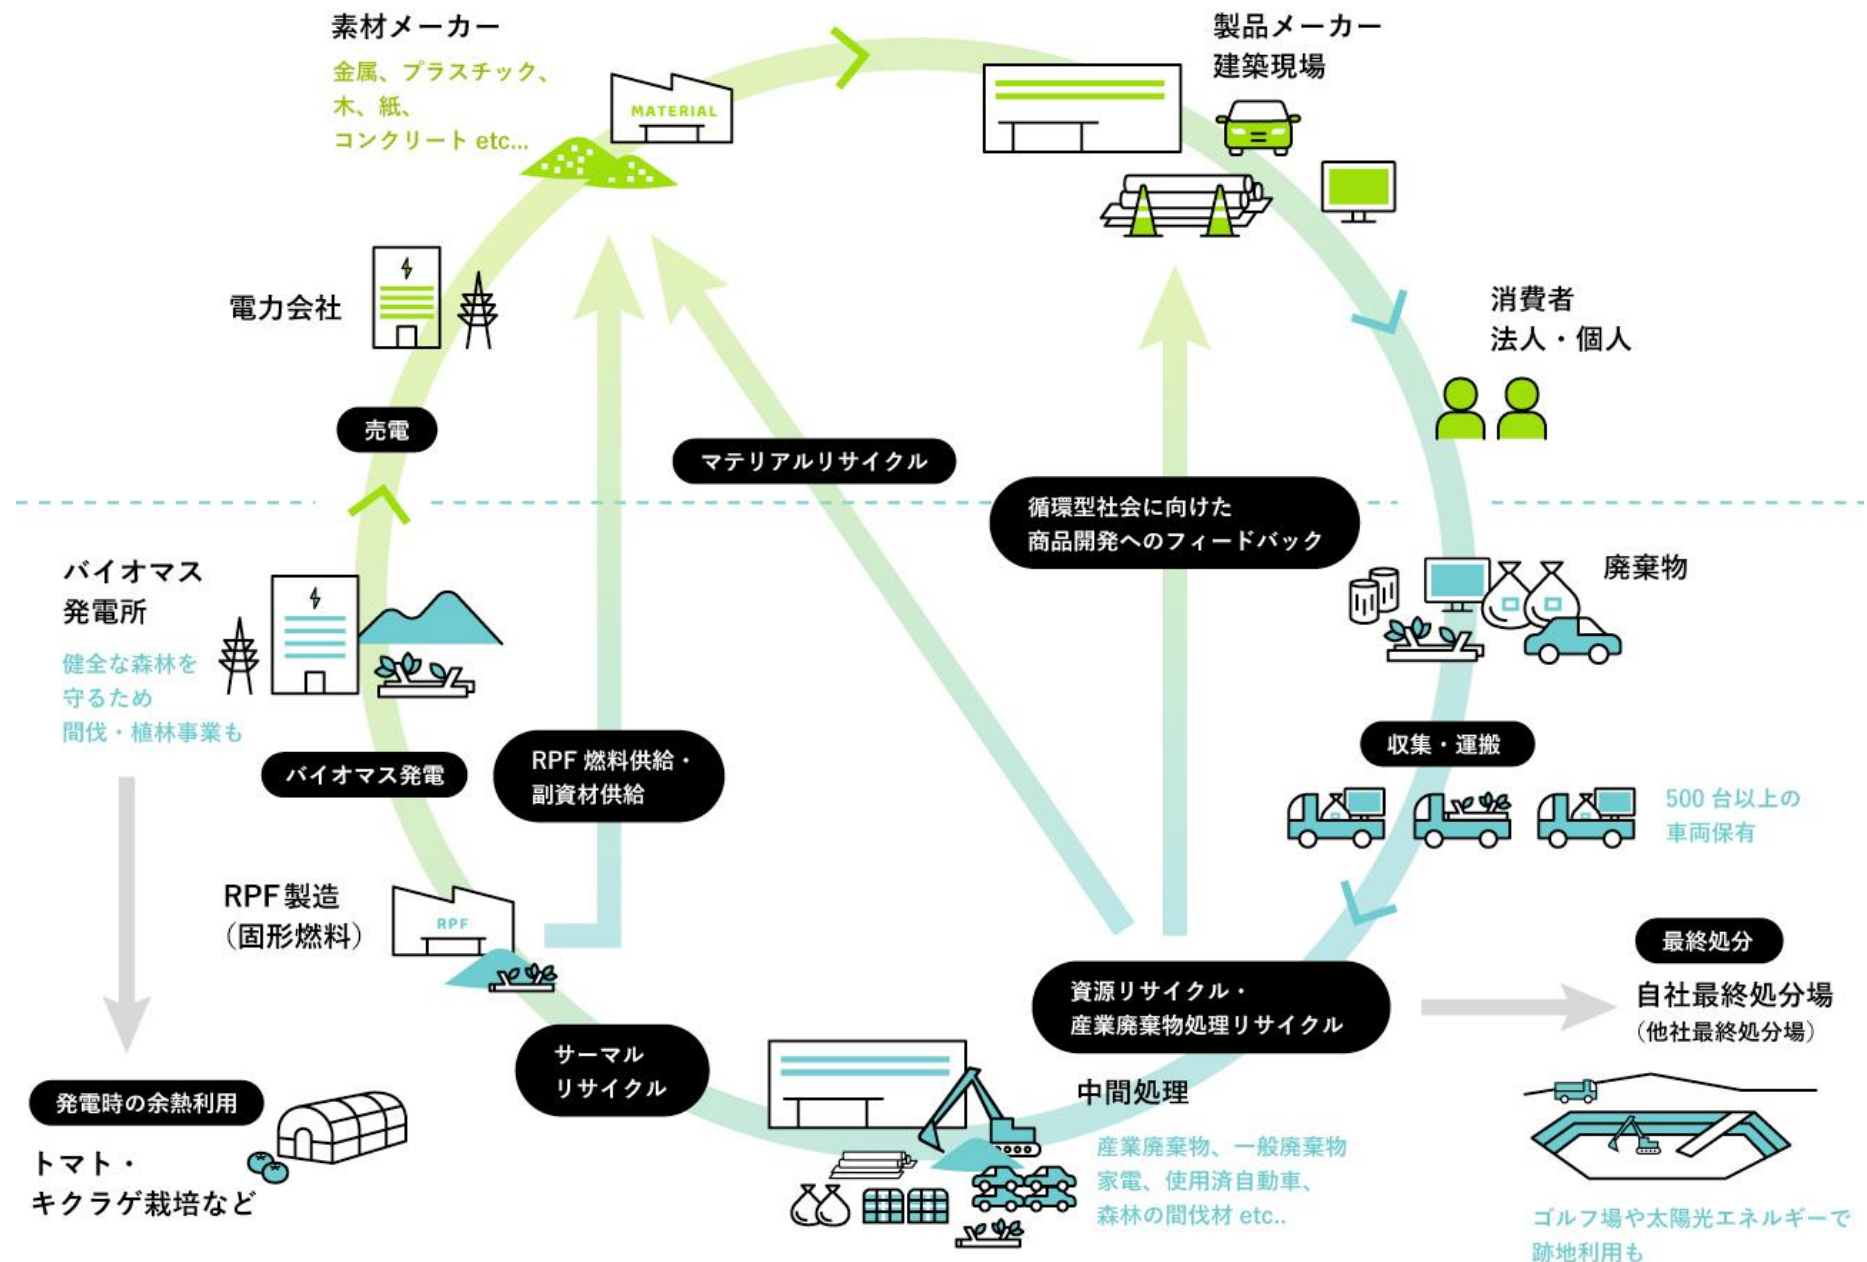 素材メーカー
金属、プラスチック、
木、紙、
コンクリート etc...
MATERIAL
製品メーカー
建築現場
電力会社
消費者
法人・個人
売電
マテリアルリサイクル
循環型社会に向けた
商品開発へのフィードバック
バイオマス
発電所
健全な森林を
守るため
間伐・植林事業も
廃棄物
バイオマス発電
RPF 燃料供給・
副資材供給
収集・運搬
500 台以上の
車両保有
RPF 製造
（固形燃料）
RPF
最終処分
自社最終処分場
（他社最終処分場）
資源リサイクル・
産業廃棄物処理リサイクル
サーマル
リサイクル
中間処理
産業廃棄物、一般廃棄物
家電、使用済自動車、
森林の間伐材 etc..
発電時の余熱利用
トマト・
キクラゲ栽培など
ゴルフ場や太陽光エネルギーで
跡地利用も